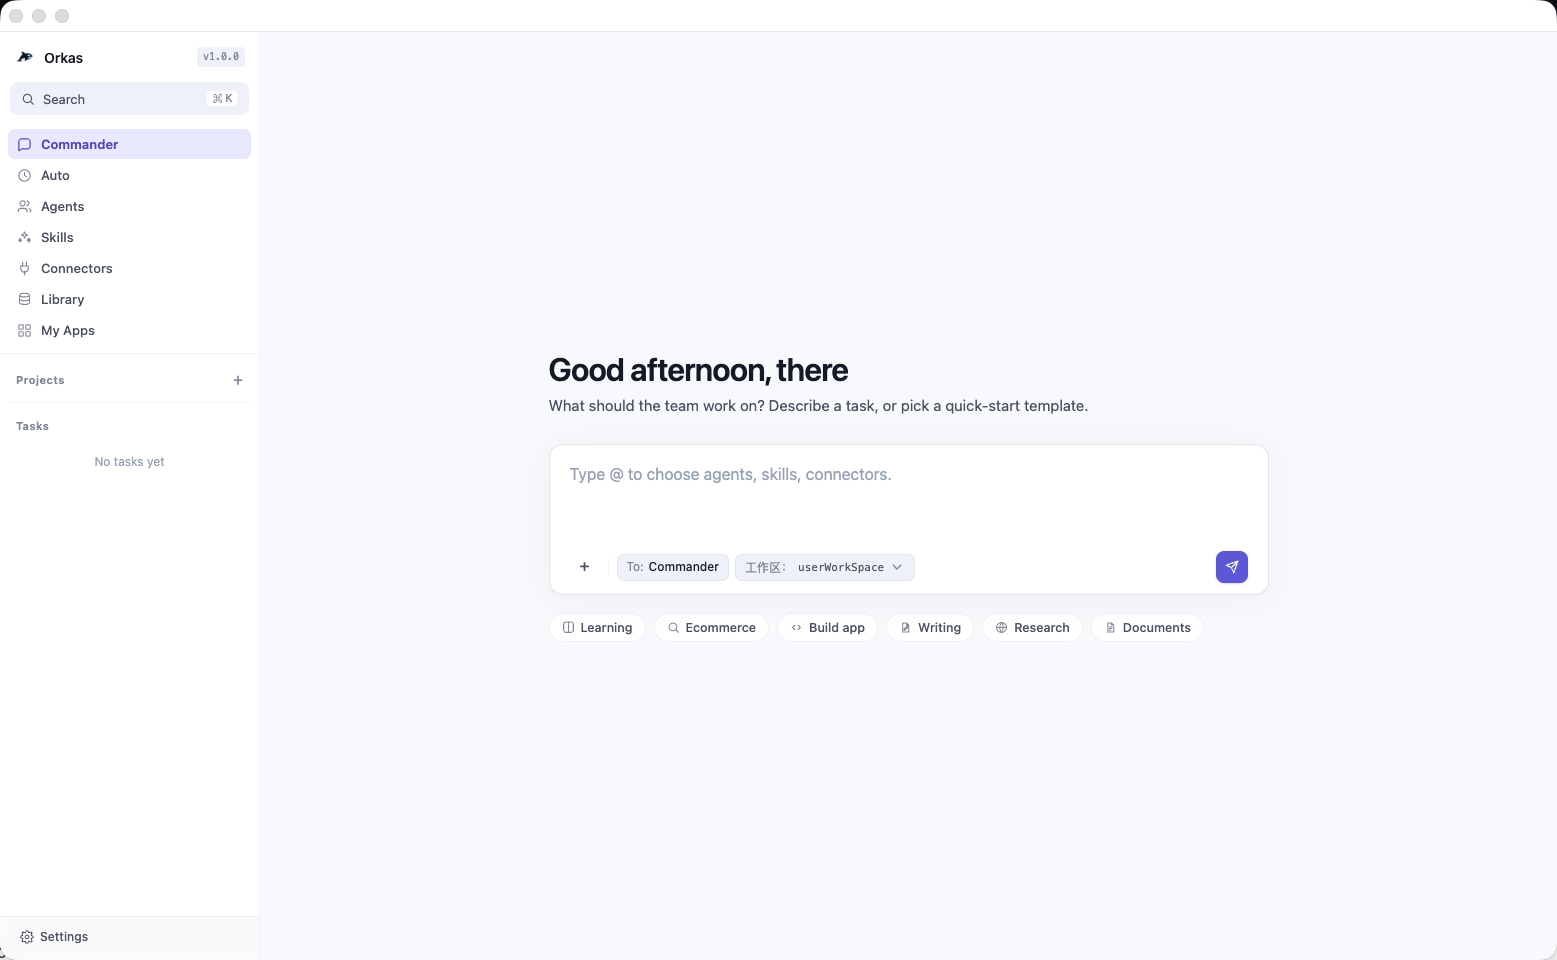 Orkas v1.0.0
Search ⌘ K
Commander
Auto
Agents
Skills
Connectors
Library
My Apps
Projects +
Tasks
No tasks yet
Settings
Good afternoon, there
What should the team work on? Describe a task, or pick a quick-start template.
Type @ to choose agents, skills, connectors.
+ To: Commander 工作区： userWorkSpace
Learning Ecommerce Build app Writing Research Documents